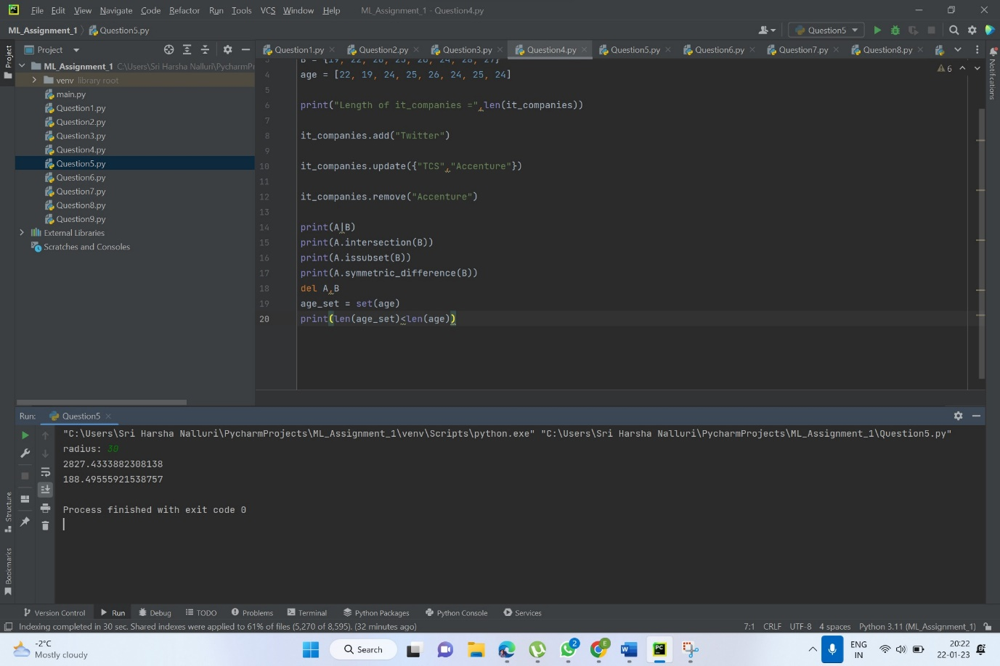 File Edit View Navigate Code Refactor Run Tools VCS Window Help ML_Assignment_1 - Question4.py
ML_Assignment_1 Question5.py Question5
Project Question1.py Question2.py Question3.py Question4.py Question5.py Question6.py Question7.py Question8.py
Project
Notifications
ML_Assignment_1 C:\Users\Sri Harsha Nalluri\PycharmPr
venv library root
main.py
Question1.py
Question2.py
Question3.py
Question4.py
Question5.py
Question6.py
Question7.py
Question8.py
Question9.py
External Libraries
Scratches and Consoles
6
4 age = [22, 19, 24, 25, 26, 24, 25, 24]
5
6 print("Length of it_companies =",len(it_companies))
7
8 it_companies.add("Twitter")
9
10 it_companies.update({"TCS","Accenture"})
11
12 it_companies.remove("Accenture")
13
14 print(A|B)
15 print(A.intersection(B))
16 print(A.issubset(B))
17 print(A.symmetric_difference(B))
18 del A,B
19 age_set = set(age)
20 print(len(age_set)<len(age))
Run: Question5
"C:\Users\Sri Harsha Nalluri\PycharmProjects\ML_Assignment_1\venv\Scripts\python.exe" "C:\Users\Sri Harsha Nalluri\PycharmProjects\ML_Assignment_1\Question5.py"
radius: 30
2827.4333882308138
188.49555921538757
Process finished with exit code 0
Structure
Bookmarks
Version Control Run Debug TODO Problems Terminal Python Packages Python Console Services
Indexing completed in 30 sec. Shared indexes were applied to 61% of files (5,270 of 8,595). (32 minutes ago) 7:1 CRLF UTF-8 4 spaces Python 3.11 (ML_Assignment_1)
-2°C
Mostly cloudy
Search
2
E
ENG
IN
20:22
22-01-23